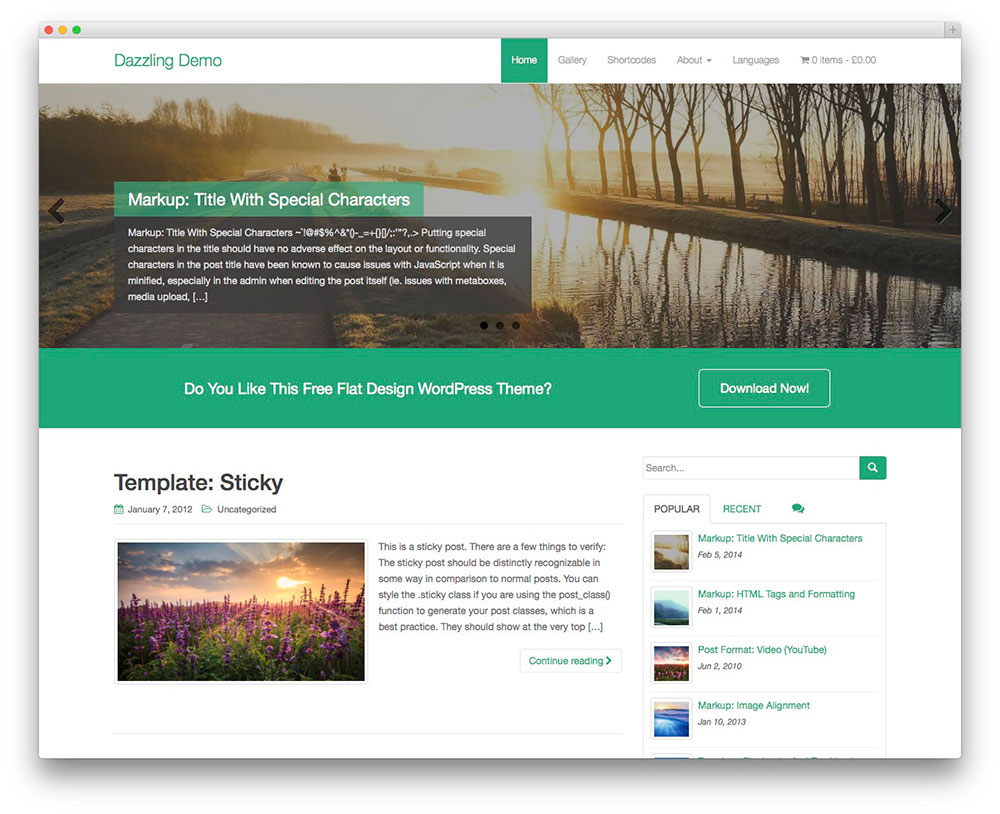 Dazzling Demo
Home Gallery Shortcodes About Languages 0 items - £0.00
Markup: Title With Special Characters
Markup: Title With Special Characters ~`!@#$%^&*()-_=+{}[]/;:'"?,.> Putting special
characters in the title should have no adverse effect on the layout or functionality. Special
characters in the post title have been known to cause issues with JavaScript when it is
minified, especially in the admin when editing the post itself (ie. issues with metaboxes,
media upload, [...]
Do You Like This Free Flat Design WordPress Theme?
Download Now!
Template: Sticky
January 7, 2012 Uncategorized
This is a sticky post. There are a few things to verify:
The sticky post should be distinctly recognizable in
some way in comparison to normal posts. You can
style the .sticky class if you are using the post_class()
function to generate your post classes, which is a
best practice. They should show at the very top [...]
Continue reading
Search...
POPULAR RECENT
Markup: Title With Special Characters
Feb 5, 2014
Markup: HTML Tags and Formatting
Feb 1, 2014
Post Format: Video (YouTube)
Jun 2, 2010
Markup: Image Alignment
Jan 10, 2013